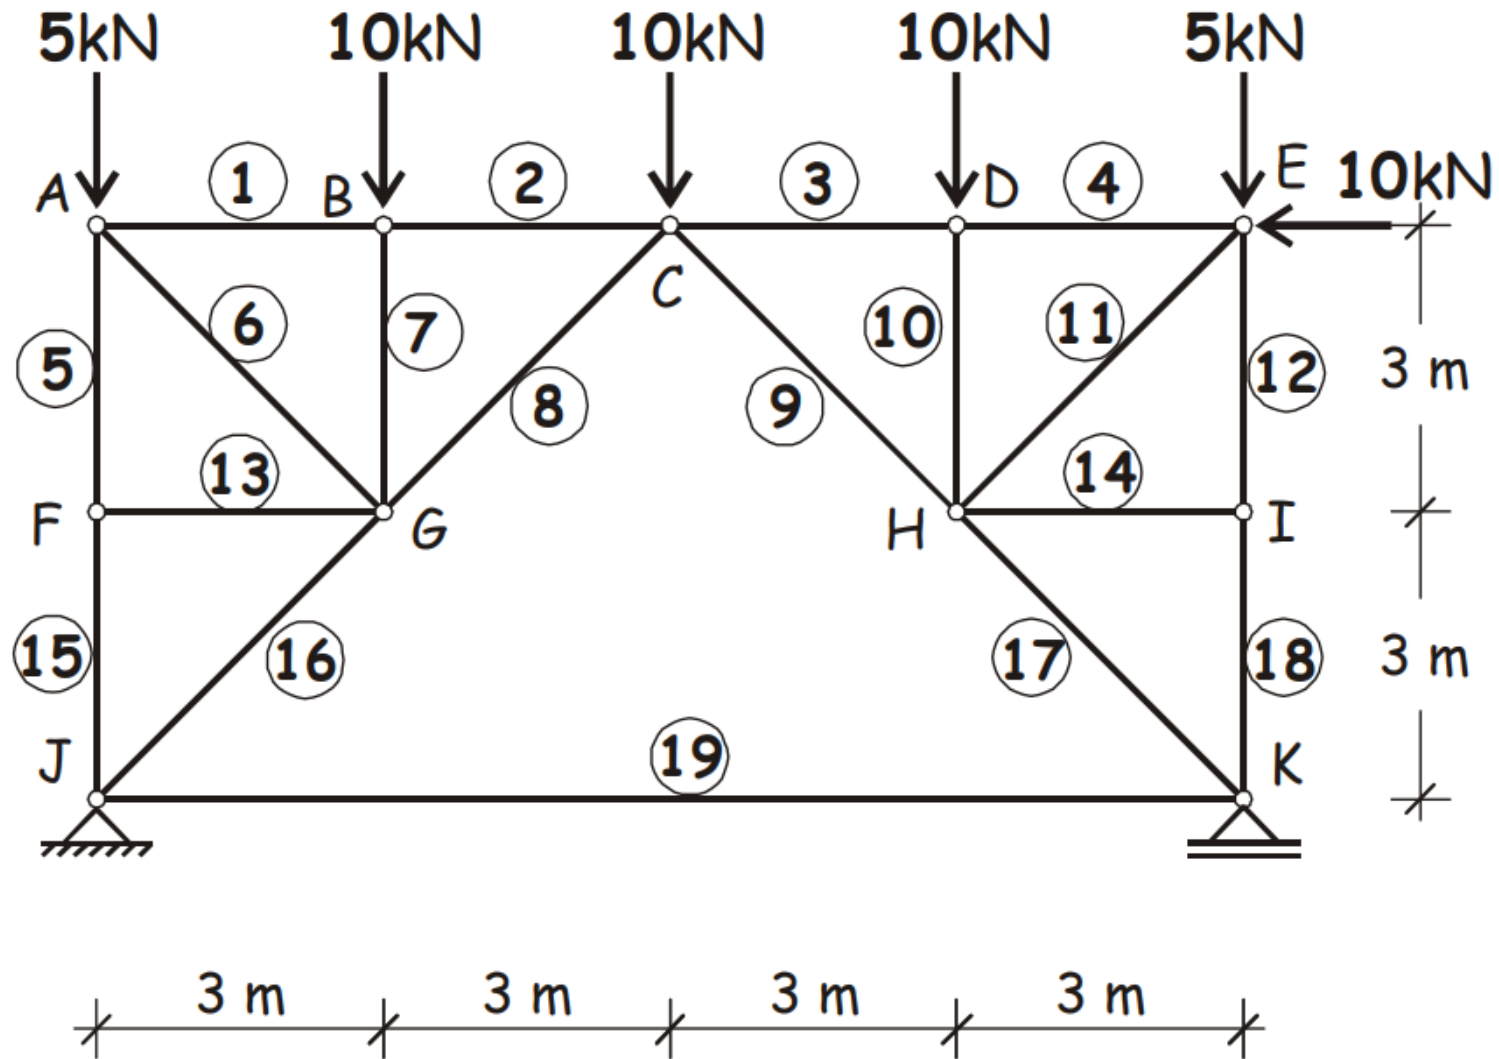 5kN 10kN 10kN 10kN 5kN
A 1 B 2 3 D 4 E 10kN
C
5 6 7 8 9 10 11 12 3 m
13 14
F G H I
15 16 17 18 3 m
J 19 K
3 m 3 m 3 m 3 m